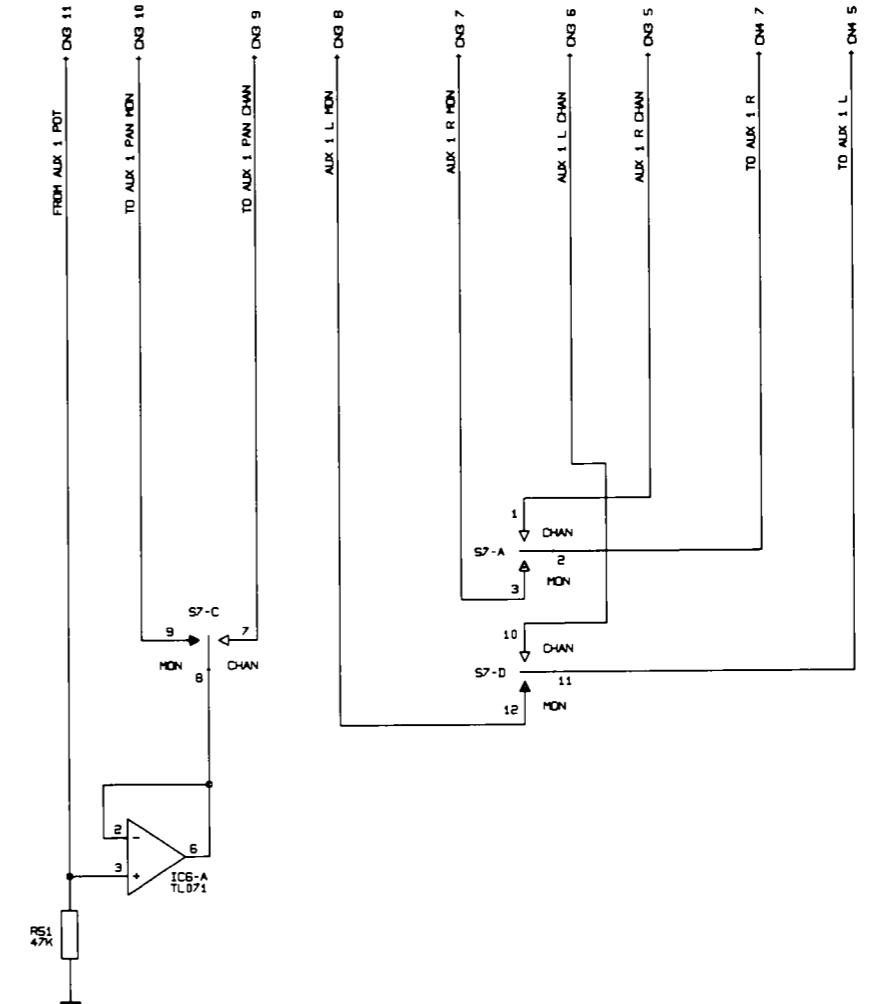 CN3 11
CN3 10
CN3 9
CN3 8
CN3 7
CN3 6
CN3 5
CN4 7
CN4 5
FROM AUX 1 POT
TO AUX 1 PAN MON
TO AUX 1 PAN CHAN
AUX 1 L MON
AUX 1 R MON
AUX 1 L CHAN
AUX 1 R CHAN
TO AUX 1 R
TO AUX 1 L
1
CHAN
S7-A
2
3
MON
S7-C
9
7
MON
CHAN
8
10
CHAN
S7-D
11
12
MON
2
-
6
3
+
IC6-A
TL071
R51
47K